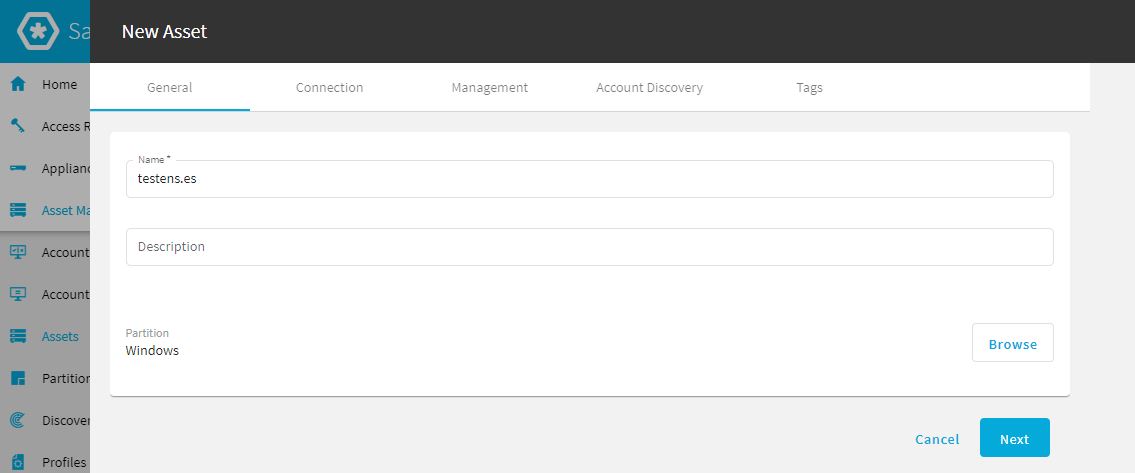 Sa
New Asset
Home
Access R
Applianc
Asset Ma
Account
Account
Assets
Partition
Discover
Profiles
General
Connection
Management
Account Discovery
Tags
Name *
testens.es
Description
Partition
Windows
Browse
Cancel
Next